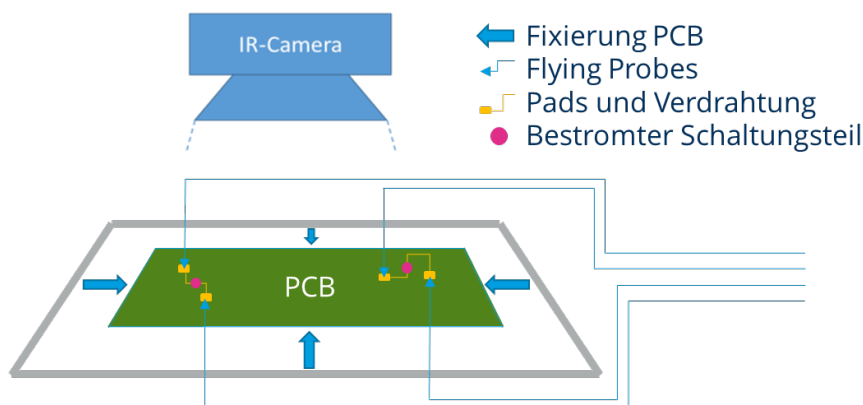 IR-Camera
Fixierung PCB
Flying Probes
Pads und Verdrahtung
Bestromter Schaltungsteil
PCB